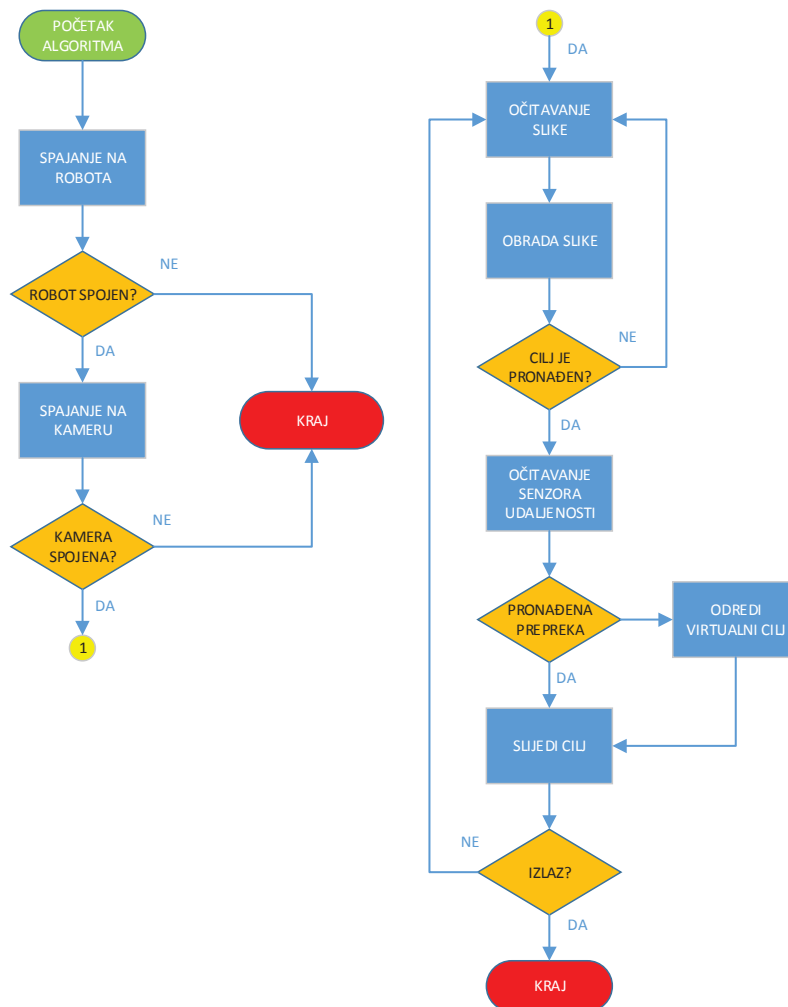 POČETAK
ALGORITMA
SPAJANJE NA
ROBOTA
ROBOT SPOJEN?
NE
DA
SPAJANJE NA
KAMERU
KRAJ
KAMERA
SPOJENA?
NE
DA
1
1
DA
OČITAVANJE
SLIKE
OBRADA SLIKE
CILJ JE
PRONAĐEN?
NE
DA
OČITAVANJE
SENZORA
UDALJENOSTI
PRONAĐENA
PREPREKA
ODREDI
VIRTUALNI CILJ
DA
SLIJEDI CILJ
IZLAZ?
NE
DA
KRAJ